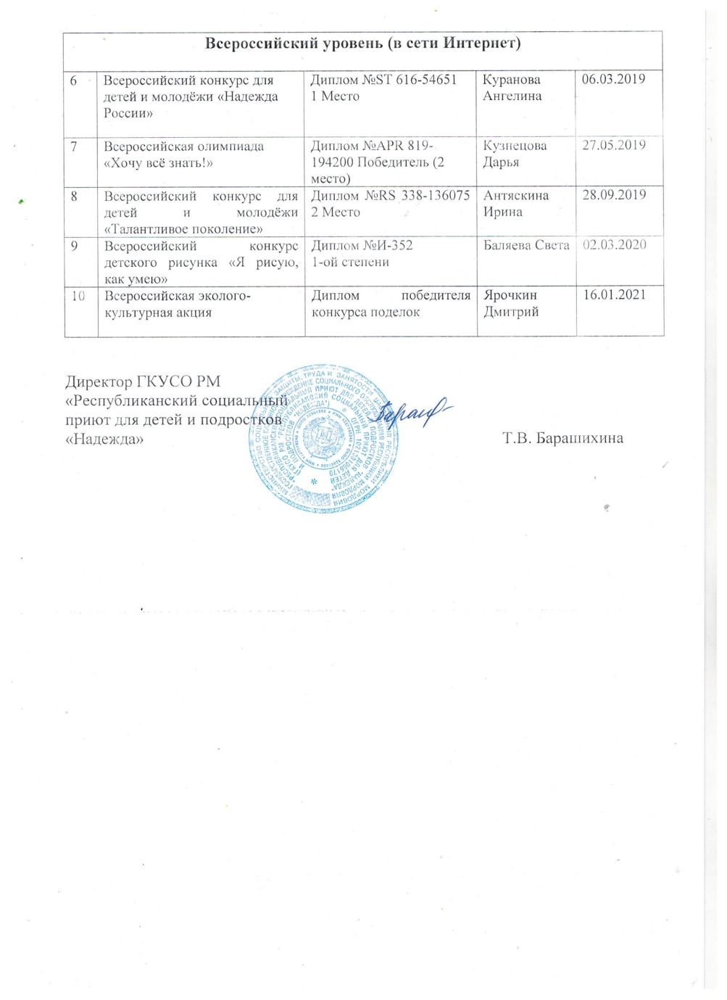 Всероссийский уровень (в сети Интернет)
6 Всероссийский конкурс для Диплом №ST 616-54651 Куранова 06.03.2019
детей и молодёжи «Надежда 1 Место Ангелина
России»
7 Всероссийская олимпиада Диплом №APR 819- Кузнецова 27.05.2019
«Хочу всё знать!» 194200 Победитель (2 Дарья
место)
8 Всероссийский конкурс для Диплом №RS 338-136075 Антяскина 28.09.2019
детей и молодёжи 2 Место Ирина
«Талантливое поколение»
9 Всероссийский конкурс Диплом №И-352 Баляева Света 02.03.2020
детского рисунка «Я рисую, 1-ой степени
как умею»
10 Всероссийская эколого- Диплом победителя Ярочкин 16.01.2021
культурная акция конкурса поделок Дмитрий
Директор ГКУСО РМ
«Республиканский социальный
приют для детей и подростков
«Надежда» Т.В. Барашихина